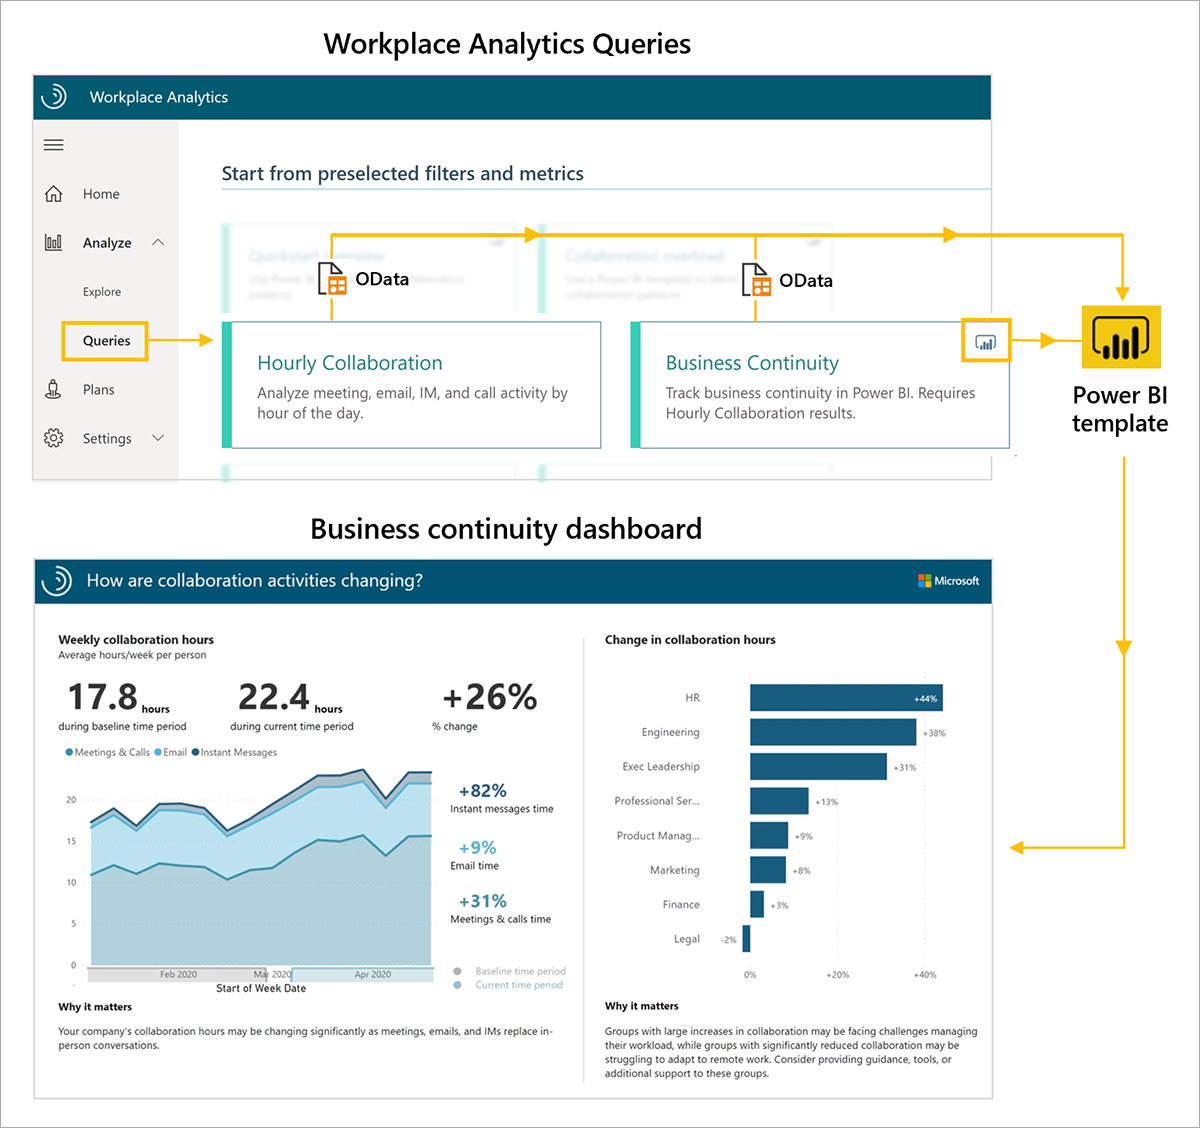 Workplace Analytics Queries
Workplace Analytics
Start from preselected filters and metrics
Home
Analyze
Explore
Queries
Plans
Settings
Quickstart overview
Collaboration overload
OData
OData
Hourly Collaboration
Analyze meeting, email, IM, and call activity by
hour of the day.
Business Continuity
Track business continuity in Power BI. Requires
Hourly Collaboration results.
Power BI
template
Business continuity dashboard
How are collaboration activities changing?
Microsoft
Weekly collaboration hours
Average hours/week per person
17.8 hours
during baseline time period
22.4 hours
during current time period
+26%
% change
Meetings & Calls Email Instant Messages
20
15
10
5
0
Feb 2020
Mar 2020
Apr 2020
Start of Week Date
+82%
Instant messages time
+9%
Email time
+31%
Meetings & calls time
Baseline time period
Current time period
Why it matters
Your company's collaboration hours may be changing significantly as meetings, emails, and IMs replace in-
person conversations.
Change in collaboration hours
HR +44%
Engineering +38%
Exec Leadership +31%
Professional Ser... +13%
Product Manag... +9%
Marketing +8%
Finance +3%
Legal -2%
0% +20% +40%
Why it matters
Groups with large increases in collaboration may be facing challenges managing
their workload, while groups with significantly reduced collaboration may be
struggling to adapt to remote work. Consider providing guidance, tools, or
additional support to these groups.